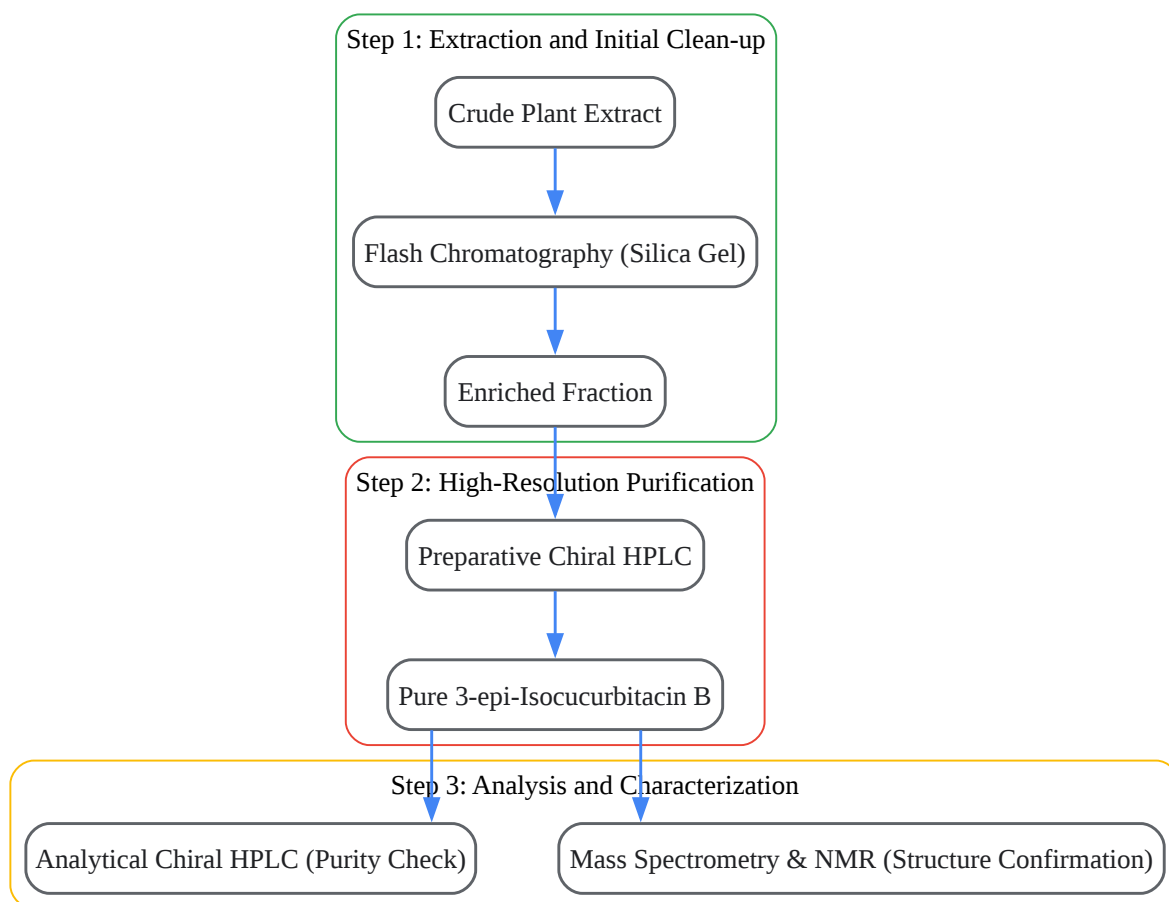 Step 1: Extraction and Initial Clean-up
Crude Plant Extract
Flash Chromatography (Silica Gel)
Enriched Fraction
Step 2: High-Resolution Purification
Preparative Chiral HPLC
Pure 3-epi-Isocucurbitacin B
Step 3: Analysis and Characterization
Analytical Chiral HPLC (Purity Check)
Mass Spectrometry & NMR (Structure Confirmation)